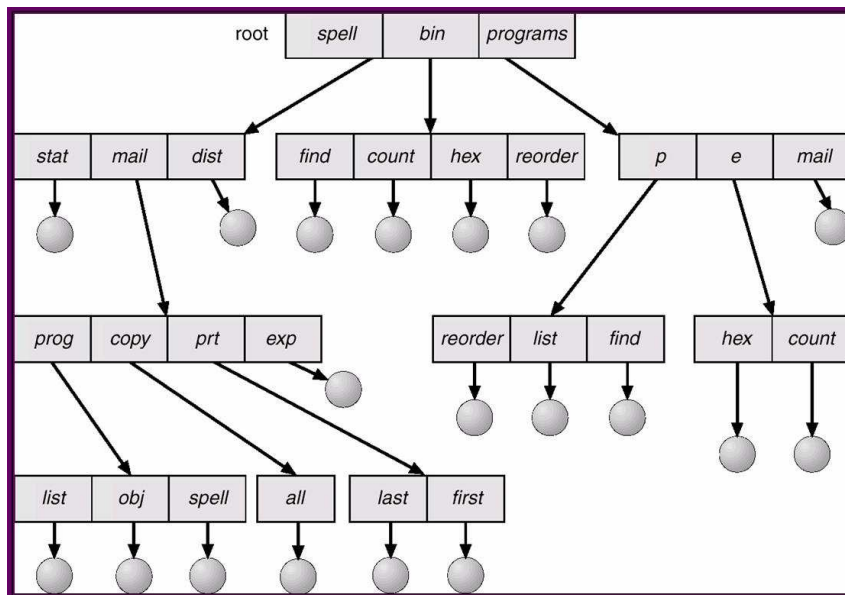 root spell bin programs
stat mail dist find count hex reorder p e mail
prog copy prt exp reorder list find hex count
list obj spell all last first